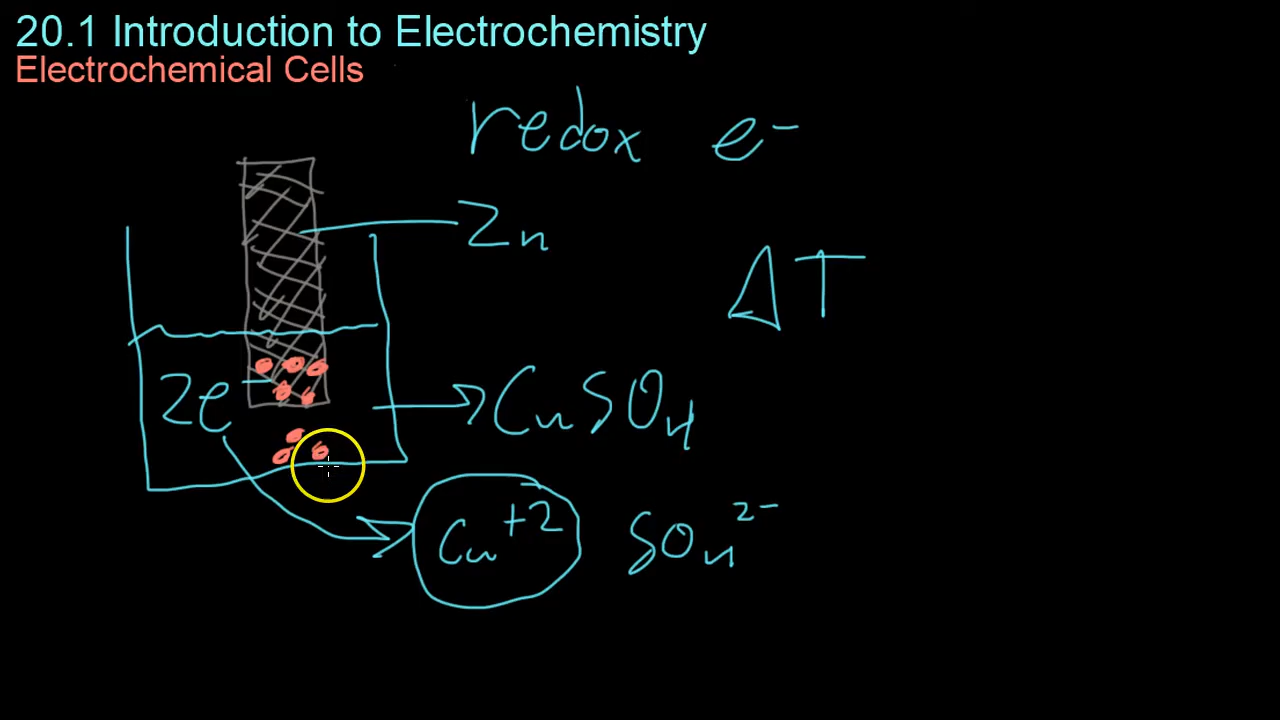 20.1 Introduction to Electrochemistry
Electrochemical Cells
redox e⁻
Zn
ΔT
2e⁻
CuSO₄
Cu⁺²
SO₄²⁻